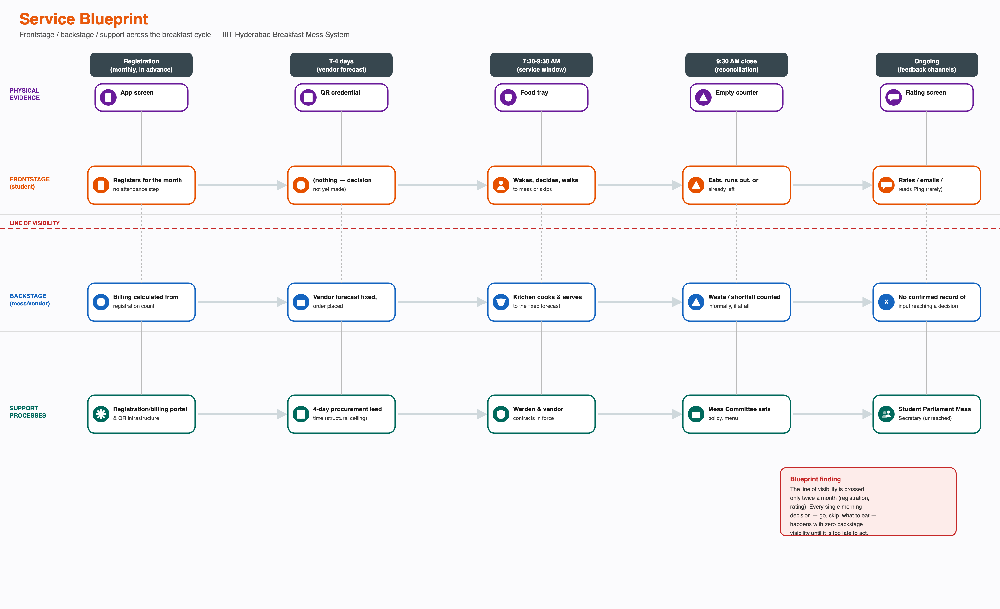 Service Blueprint
Frontstage / backstage / support across the breakfast cycle — IIIT Hyderabad Breakfast Mess System
Registration
(monthly, in advance)
T-4 days
(vendor forecast)
7:30-9:30 AM
(service window)
9:30 AM close
(reconciliation)
Ongoing
(feedback channels)
PHYSICAL
EVIDENCE
App screen
QR credential
Food tray
Empty counter
Rating screen
FRONTSTAGE
(student)
Registers for the month
no attendance step
(nothing — decision
not yet made)
Wakes, decides, walks
to mess or skips
Eats, runs out, or
already left
Rates / emails /
reads Ping (rarely)
LINE OF VISIBILITY
BACKSTAGE
(mess/vendor)
Billing calculated from
registration count
Vendor forecast fixed,
order placed
Kitchen cooks & serves
to the fixed forecast
Waste / shortfall counted
informally, if at all
X
No confirmed record of
input reaching a decision
SUPPORT
PROCESSES
Registration/billing portal
& QR infrastructure
4-day procurement lead
time (structural ceiling)
Warden & vendor
contracts in force
Mess Committee sets
policy, menu
Student Parliament Mess
Secretary (unreached)
Blueprint finding
The line of visibility is crossed
only twice a month (registration,
rating). Every single-morning
decision — go, skip, what to eat —
happens with zero backstage
visibility until it is too late to act.